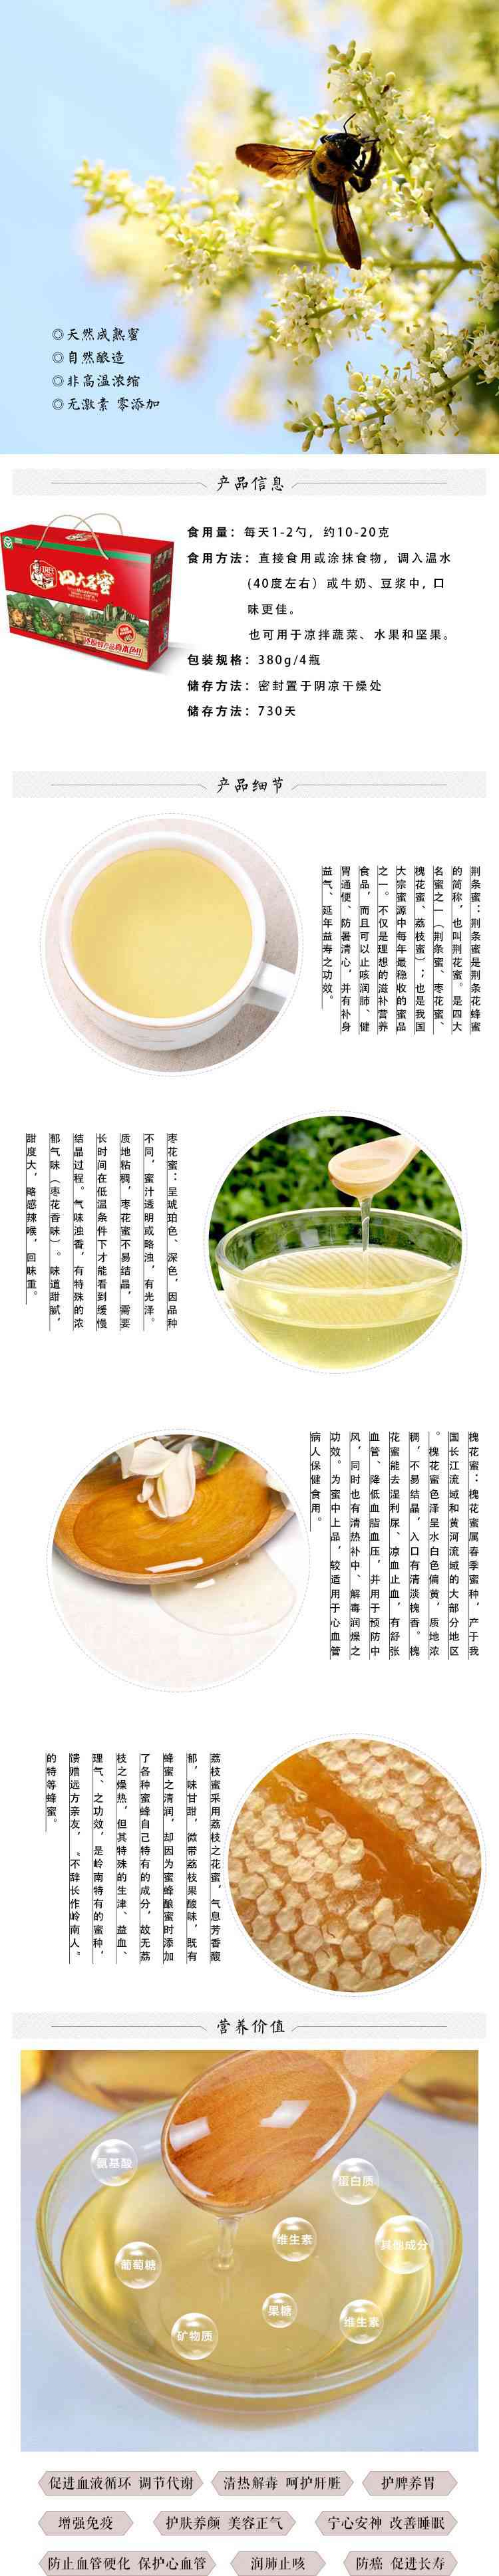 ◎天然成熟蜜
◎自然酿造
◎非高温浓缩
◎无激素 零添加
产品信息
四大名蜜
还原蜂产品真本色!!
食用量：每天1-2勺，约10-20克
食用方法：直接食用或涂抹食物，调入温水
(40度左右）或牛奶、豆浆中，口
味更佳。
也可用于凉拌蔬菜、水果和坚果。
包装规格：380g/4瓶
储存方法：密封置于阴凉干燥处
储存方法：730天
产品细节
荆条蜜：荆条蜜是荆条花蜂蜜
的简称，也叫荆花蜜。是四大
名蜜之一（荆条蜜、枣花蜜、
槐花蜜、荔枝蜜）；也是我国
大宗蜜源中每年最稳收的蜜品
之一。不仅是理想的滋补营养
食品，而且可以止咳润肺、健
胃通便、防暑清心，并有补身
益气、延年益寿之功效。
枣花蜜：呈琥珀色、深色，因品种
不同，蜜汁透明或略浊，有光泽。
质地粘稠，枣花蜜不易结晶，需要
长时间在低温条件下才能看到缓慢
结晶过程。气味浊香，有特殊的浓
郁气味（枣花香味）。味道甜腻，
甜度大，略感辣喉，回味重。
槐花蜜：槐花蜜属春季蜜种，产于我
国长江流域和黄河流域的大部分地区
。槐花蜜色泽呈水白色偏黄，质地浓
稠，不易结晶，入口有清淡槐香。槐
花蜜能去湿利尿、凉血止血，有舒张
血管、降低血脂血压，并用于预防中
风，同时也有清热补中、解毒润燥之
功效。为蜜中上品，较适用于心血管
病人保健食用。
荔枝蜜采用荔枝之花蜜，气息芳香馥
郁，味甘甜，微带荔枝果酸味，既有
蜂蜜之清润，却因为蜜蜂酿蜜时添加
了各种蜜蜂自己特有的成分，故无荔
枝之燥热，但其特殊的生津、益血、
理气、之功效，是岭南特有的蜜种，
馈赠远方亲友，“不辞长作岭南人”
的特等蜂蜜。
营养价值
氨基酸
蛋白质
维生素
其他成分
葡萄糖
果糖
维生素
矿物质
促进血液循环 调节代谢
清热解毒 呵护肝脏
护脾养胃
增强免疫
护肤养颜 美容正气
宁心安神 改善睡眠
防止血管硬化 保护心血管
润肺止咳
防癌 促进长寿